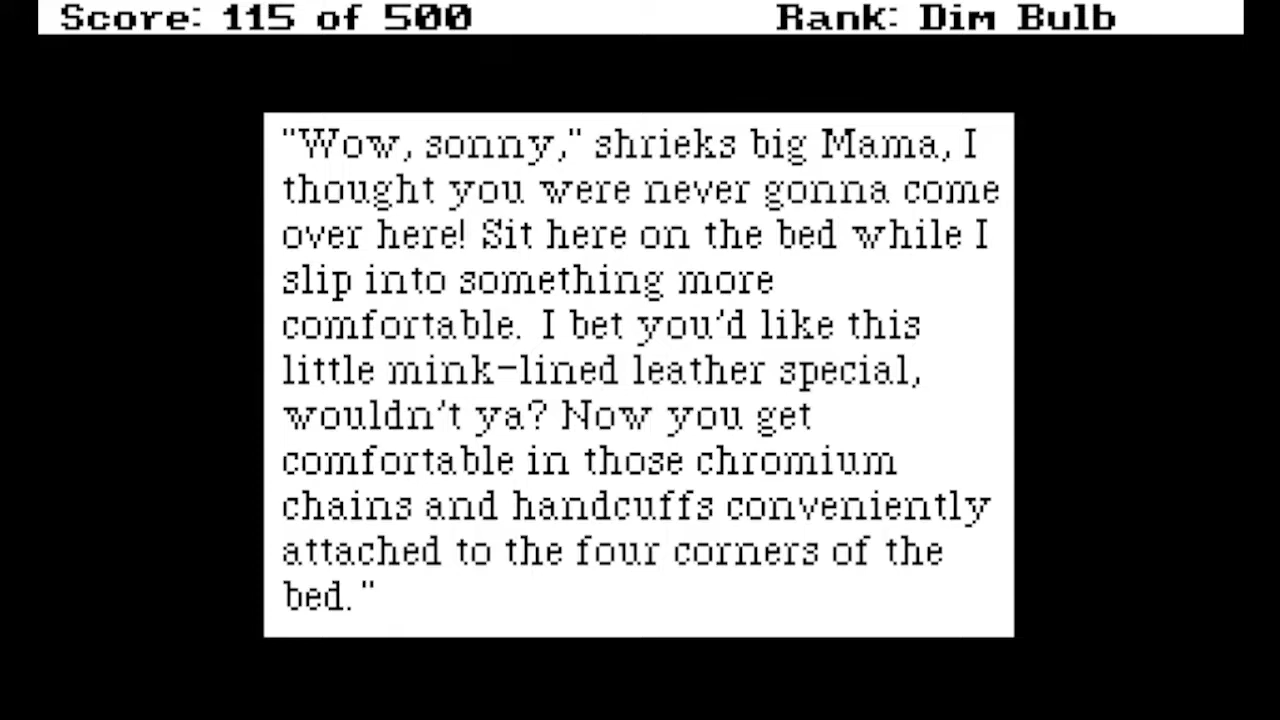 Score: 115 of 500 Rank: Dim Bulb
"Wow, sonny," shrieks big Mama, I
thought you were never gonna come
over here! Sit here on the bed while I
slip into something more
comfortable. I bet you'd like this
little mink-lined leather special,
wouldn't ya? Now you get
comfortable in those chromium
chains and handcuffs conveniently
attached to the four corners of the
bed."